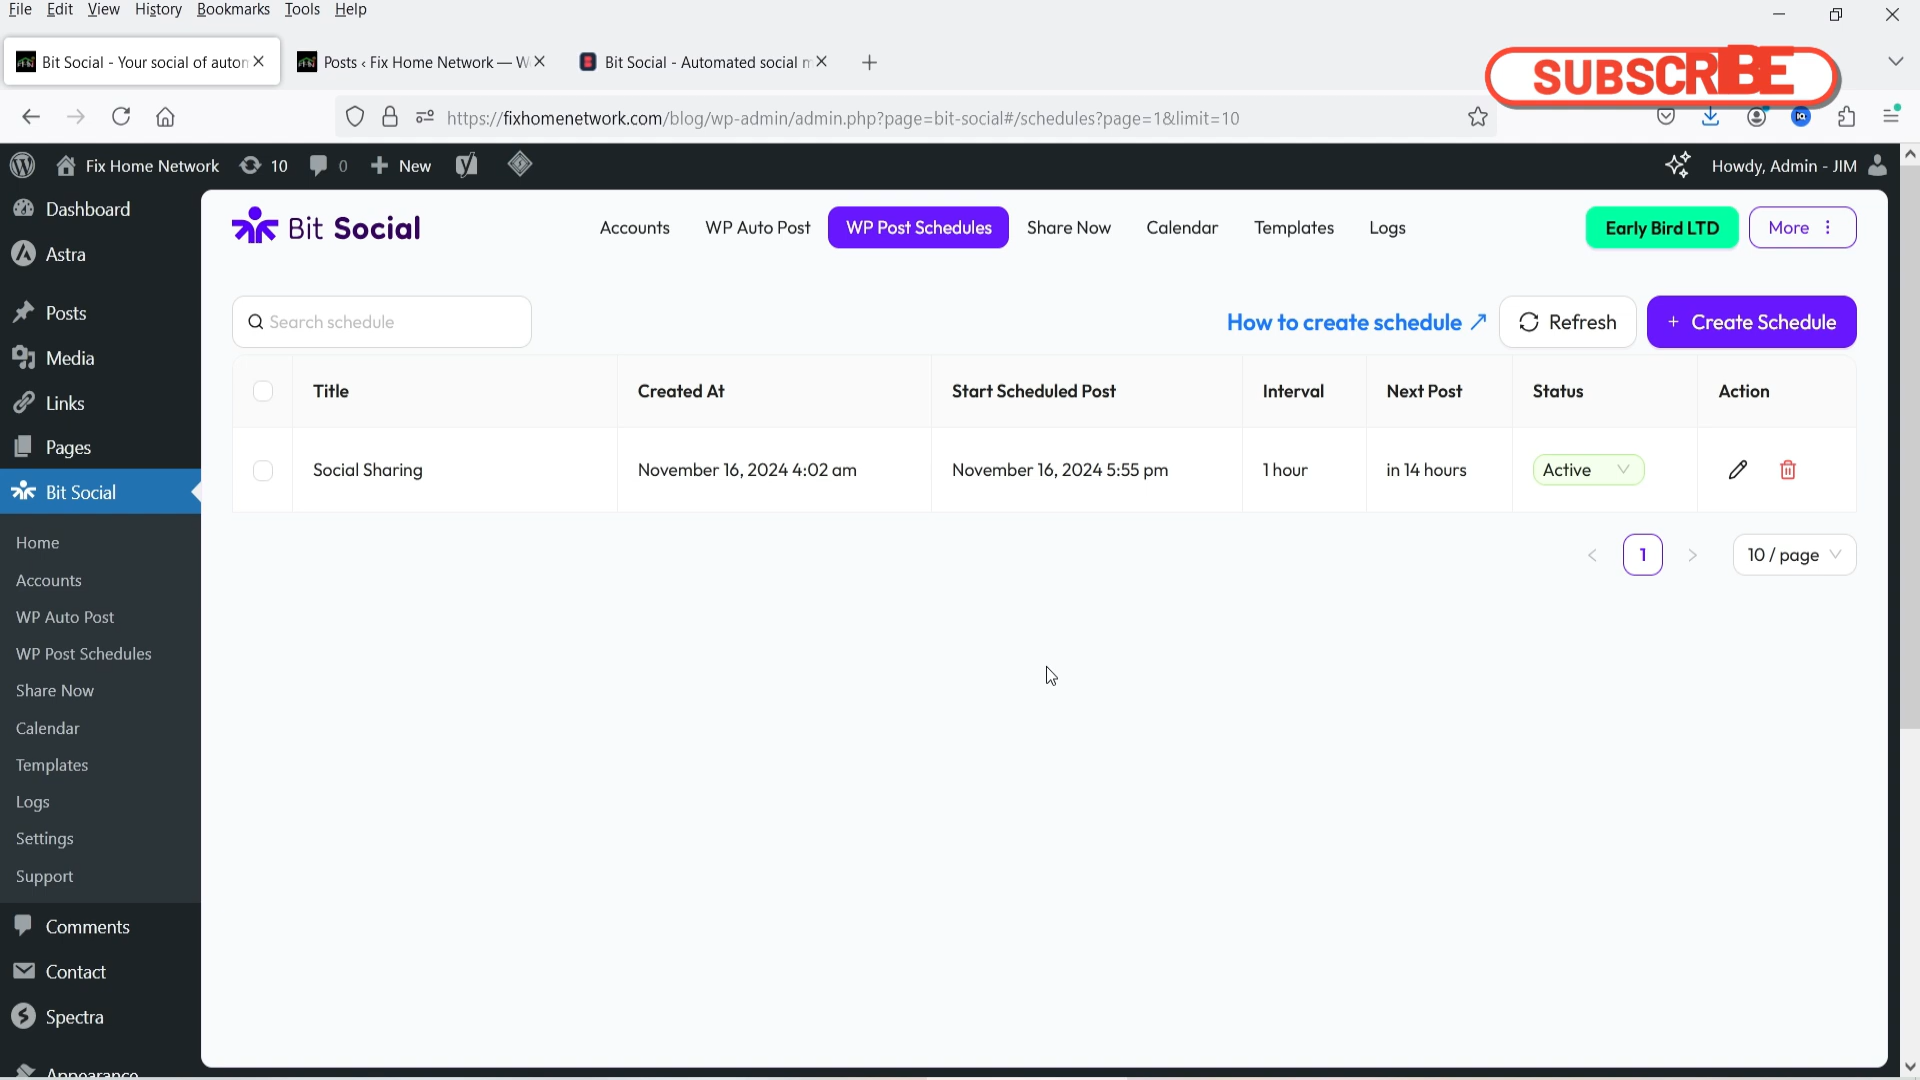 File Edit View History Bookmarks Tools Help
Bit Social - Your social of auton
Posts ‹ Fix Home Network — W
Bit Social - Automated social m
SUBSCRIBE
https://fixhomenetwork.com/blog/wp-admin/admin.php?page=bit-social#/schedules?page=1&limit=10
Fix Home Network 10 0 New
Howdy, Admin - JIM
Dashboard
Astra
Posts
Media
Links
Pages
Bit Social
Home
Accounts
WP Auto Post
WP Post Schedules
Share Now
Calendar
Templates
Logs
Settings
Support
Comments
Contact
Spectra
Appearance
Bit Social
Accounts WP Auto Post WP Post Schedules Share Now Calendar Templates Logs
Early Bird LTD
More
Search schedule
How to create schedule
Refresh
+ Create Schedule
Title Created At Start Scheduled Post Interval Next Post Status Action
Social Sharing November 16, 2024 4:02 am November 16, 2024 5:55 pm 1 hour in 14 hours Active
1
10 / page